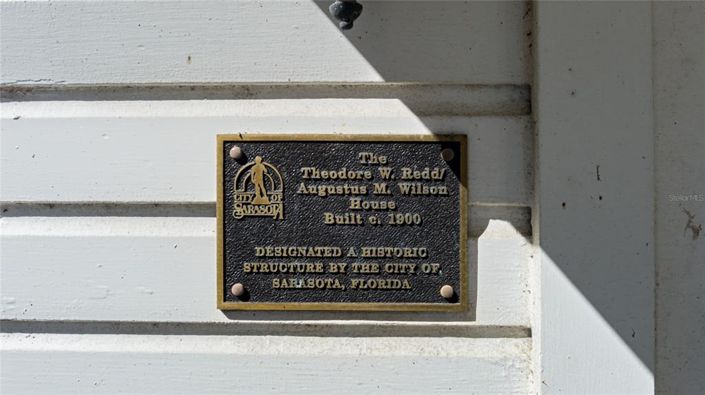 The
Theodore W. Redd/
Augustus M. Wilson
House
Built c. 1900
CITY OF
SARASOTA
DESIGNATED A HISTORIC
STRUCTURE BY THE CITY OF
SARASOTA, FLORIDA
StellarMLS